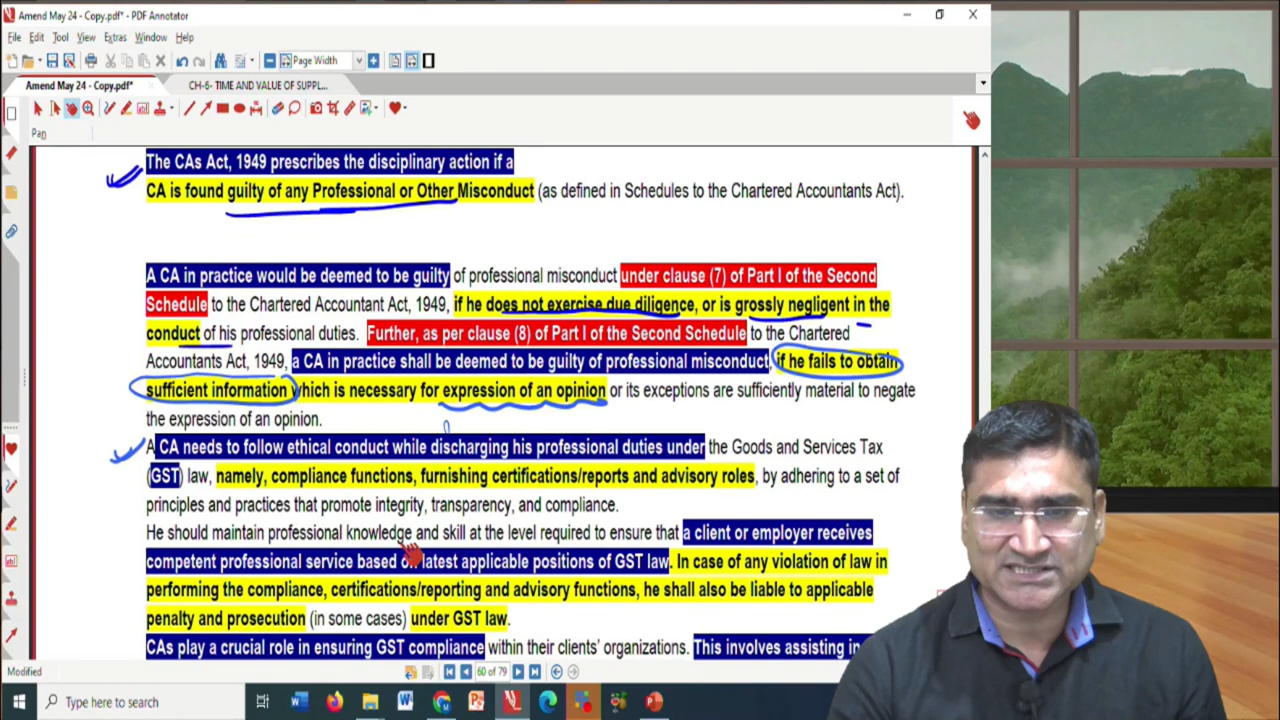 Amend May 24 - Copy.pdf* - PDF Annotator
File Edit Tool View Extras Window Help
Page Width
Amend May 24 - Copy.pdf* CH-6- TIME AND VALUE OF SUPPL...
Pan
The CAs Act, 1949 prescribes the disciplinary action if a
CA is found guilty of any Professional or Other Misconduct (as defined in Schedules to the Chartered Accountants Act).
A CA in practice would be deemed to be guilty of professional misconduct under clause (7) of Part I of the Second
Schedule to the Chartered Accountant Act, 1949, if he does not exercise due diligence, or is grossly negligent in the
conduct of his professional duties. Further, as per clause (8) of Part I of the Second Schedule to the Chartered
Accountants Act, 1949, a CA in practice shall be deemed to be guilty of professional misconduct, if he fails to obtain
sufficient information which is necessary for expression of an opinion or its exceptions are sufficiently material to negate
the expression of an opinion.
A CA needs to follow ethical conduct while discharging his professional duties under the Goods and Services Tax
(GST) law, namely, compliance functions, furnishing certifications/reports and advisory roles, by adhering to a set of
principles and practices that promote integrity, transparency, and compliance.
He should maintain professional knowledge and skill at the level required to ensure that a client or employer receives
competent professional service based on latest applicable positions of GST law. In case of any violation of law in
performing the compliance, certifications/reporting and advisory functions, he shall also be liable to applicable
penalty and prosecution (in some cases) under GST law.
CAs play a crucial role in ensuring GST compliance within their clients' organizations. This involves assisting in
Modified 60 of 79
Type here to search